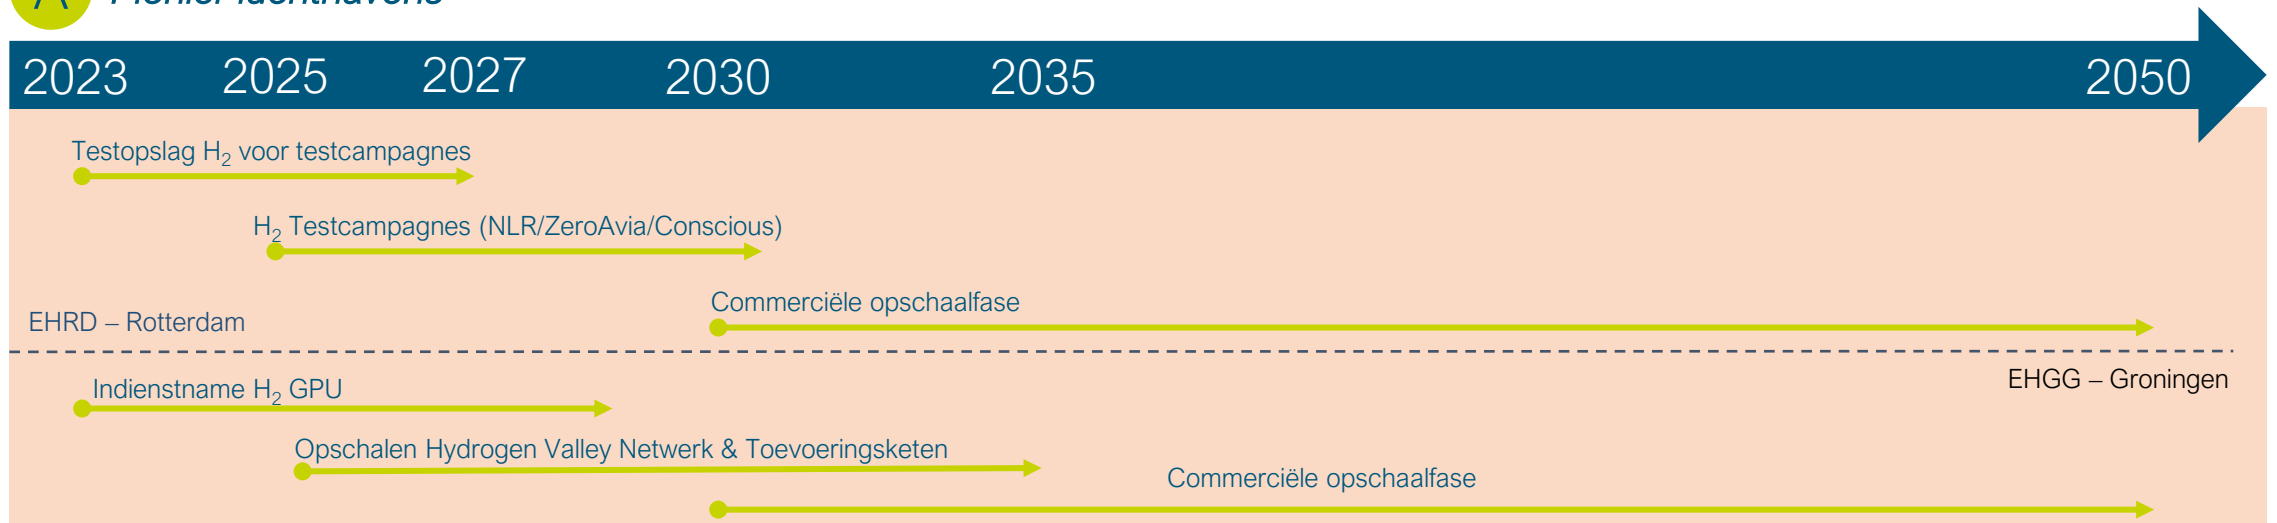 2023 2025 2027 2030 2035 2050
Testopslag H₂ voor testcampagnes
H₂ Testcampagnes (NLR/ZeroAvia/Conscious)
Commerciële opschaalfase
EHRD – Rotterdam
EHGG – Groningen
Indienstname H₂ GPU
Opschalen Hydrogen Valley Netwerk & Toevoeringsketen
Commerciële opschaalfase